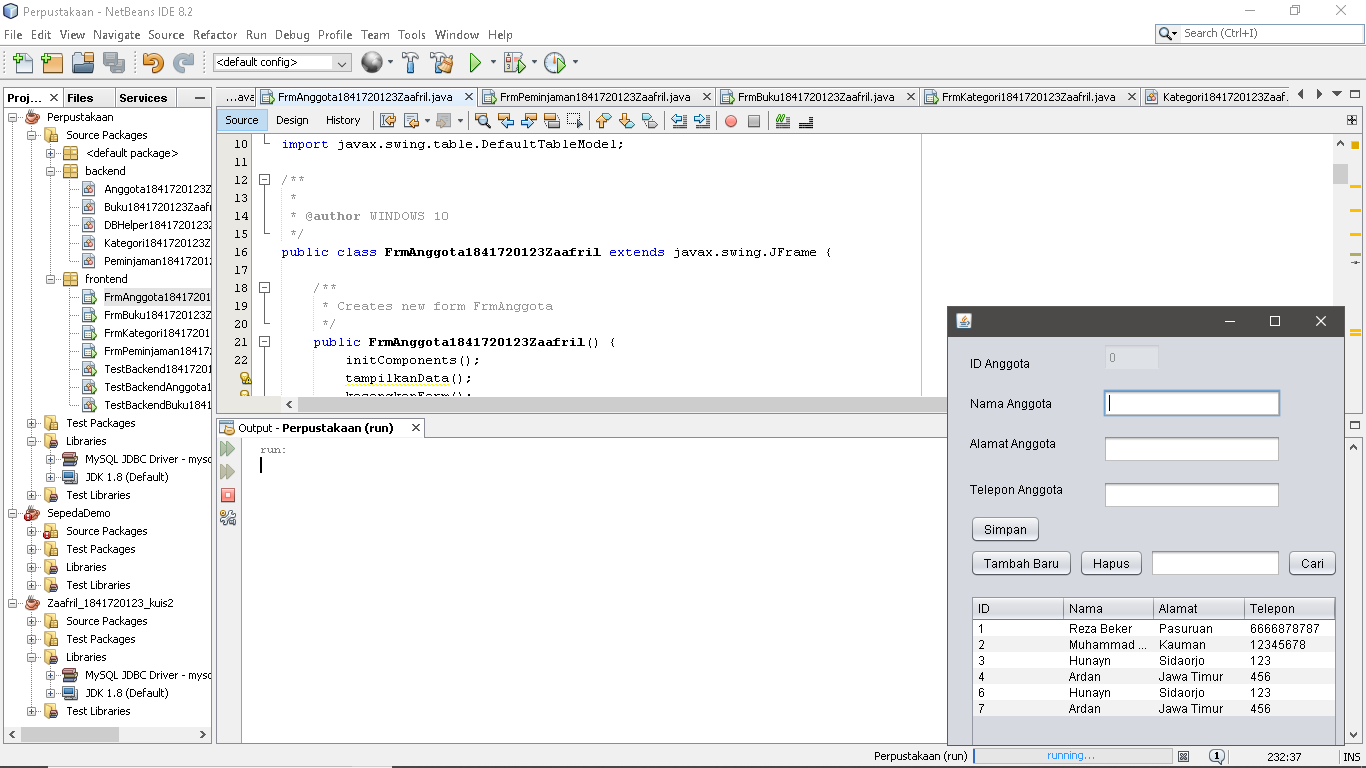 Perpustakaan - NetBeans IDE 8.2
File Edit View Navigate Source Refactor Run Debug Profile Team Tools Window Help
Search (Ctrl+I)
<default config>
Proj... Files Services
Perpustakaan
Source Packages
<default package>
backend
Anggota1841720123Z
Buku1841720123Zaafr
DBHelper1841720123Z
Kategori1841720123Z
Peminjaman18417201
frontend
FrmAnggota18417201
FrmBuku1841720123Z
FrmKategori18417201
FrmPeminjaman18417
TestBackend1841720
TestBackendAnggota1
TestBackendBuku1841
Test Packages
Libraries
MySQL JDBC Driver - myso
JDK 1.8 (Default)
Test Libraries
SepedaDemo
Source Packages
Test Packages
Libraries
Test Libraries
Zaafril_1841720123_kuis2
Source Packages
Test Packages
Libraries
MySQL JDBC Driver - myso
JDK 1.8 (Default)
Test Libraries
...ava FrmAnggota1841720123Zaafril.java FrmPeminjaman1841720123Zaafril.java FrmBuku1841720123Zaafril.java FrmKategori1841720123Zaafril.java Kategori1841720123Zaaf
Source Design History
10 import javax.swing.table.DefaultTableModel;
11
12 /**
13 *
14 * @author WINDOWS 10
15 */
16 public class FrmAnggota1841720123Zaafril extends javax.swing.JFrame {
17
18 /**
19 * Creates new form FrmAnggota
20 */
21 public FrmAnggota1841720123Zaafril() {
22 initComponents();
tampilkanData();
kosongkanForm();
Output - Perpustakaan (run)
run:
ID Anggota 0
Nama Anggota
Alamat Anggota
Telepon Anggota
Simpan
Tambah Baru Hapus Cari
ID Nama Alamat Telepon
1 Reza Beker Pasuruan 6666878787
2 Muhammad ... Kauman 12345678
3 Hunayn Sidaorjo 123
4 Ardan Jawa Timur 456
6 Hunayn Sidaorjo 123
7 Ardan Jawa Timur 456
Perpustakaan (run) running... 1 232:37 INS